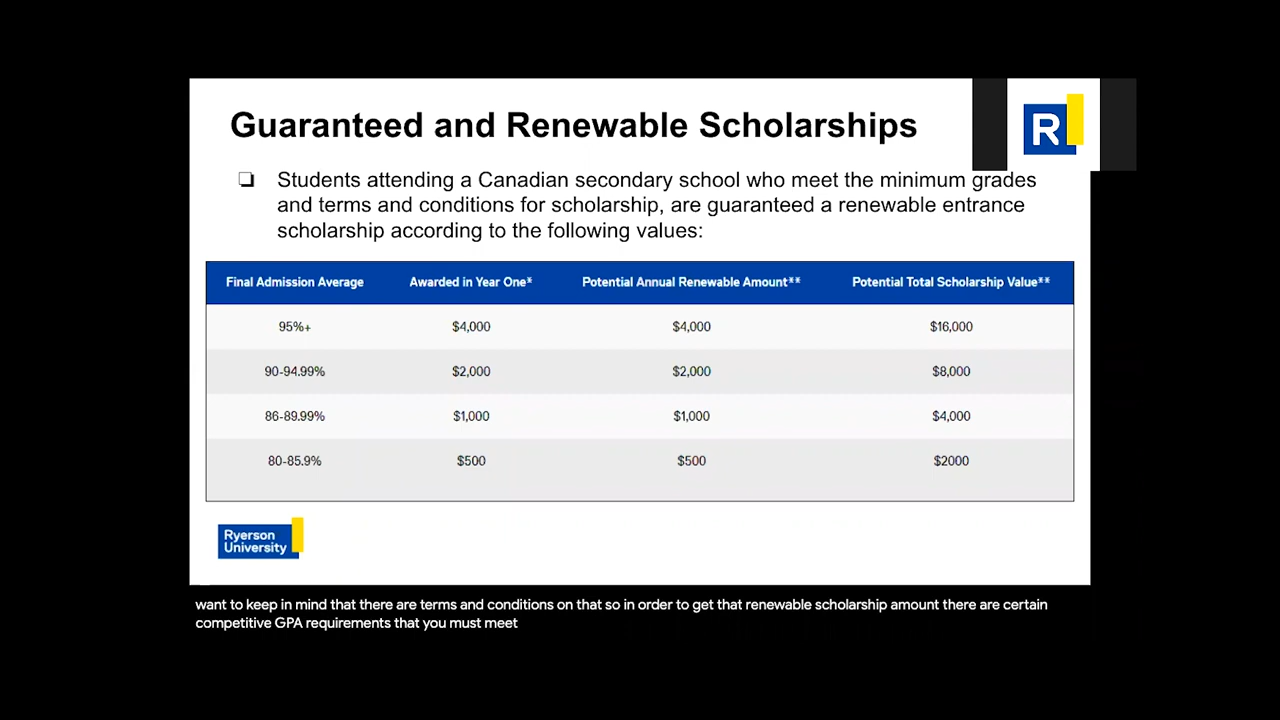 Guaranteed and Renewable Scholarships
R
❏ Students attending a Canadian secondary school who meet the minimum grades
and terms and conditions for scholarship, are guaranteed a renewable entrance
scholarship according to the following values:
Final Admission Average Awarded in Year One* Potential Annual Renewable Amount** Potential Total Scholarship Value**
95%+ $4,000 $4,000 $16,000
90-94.99% $2,000 $2,000 $8,000
86-89.99% $1,000 $1,000 $4,000
80-85.9% $500 $500 $2000
Ryerson
University
want to keep in mind that there are terms and conditions on that so in order to get that renewable scholarship amount there are certain
competitive GPA requirements that you must meet